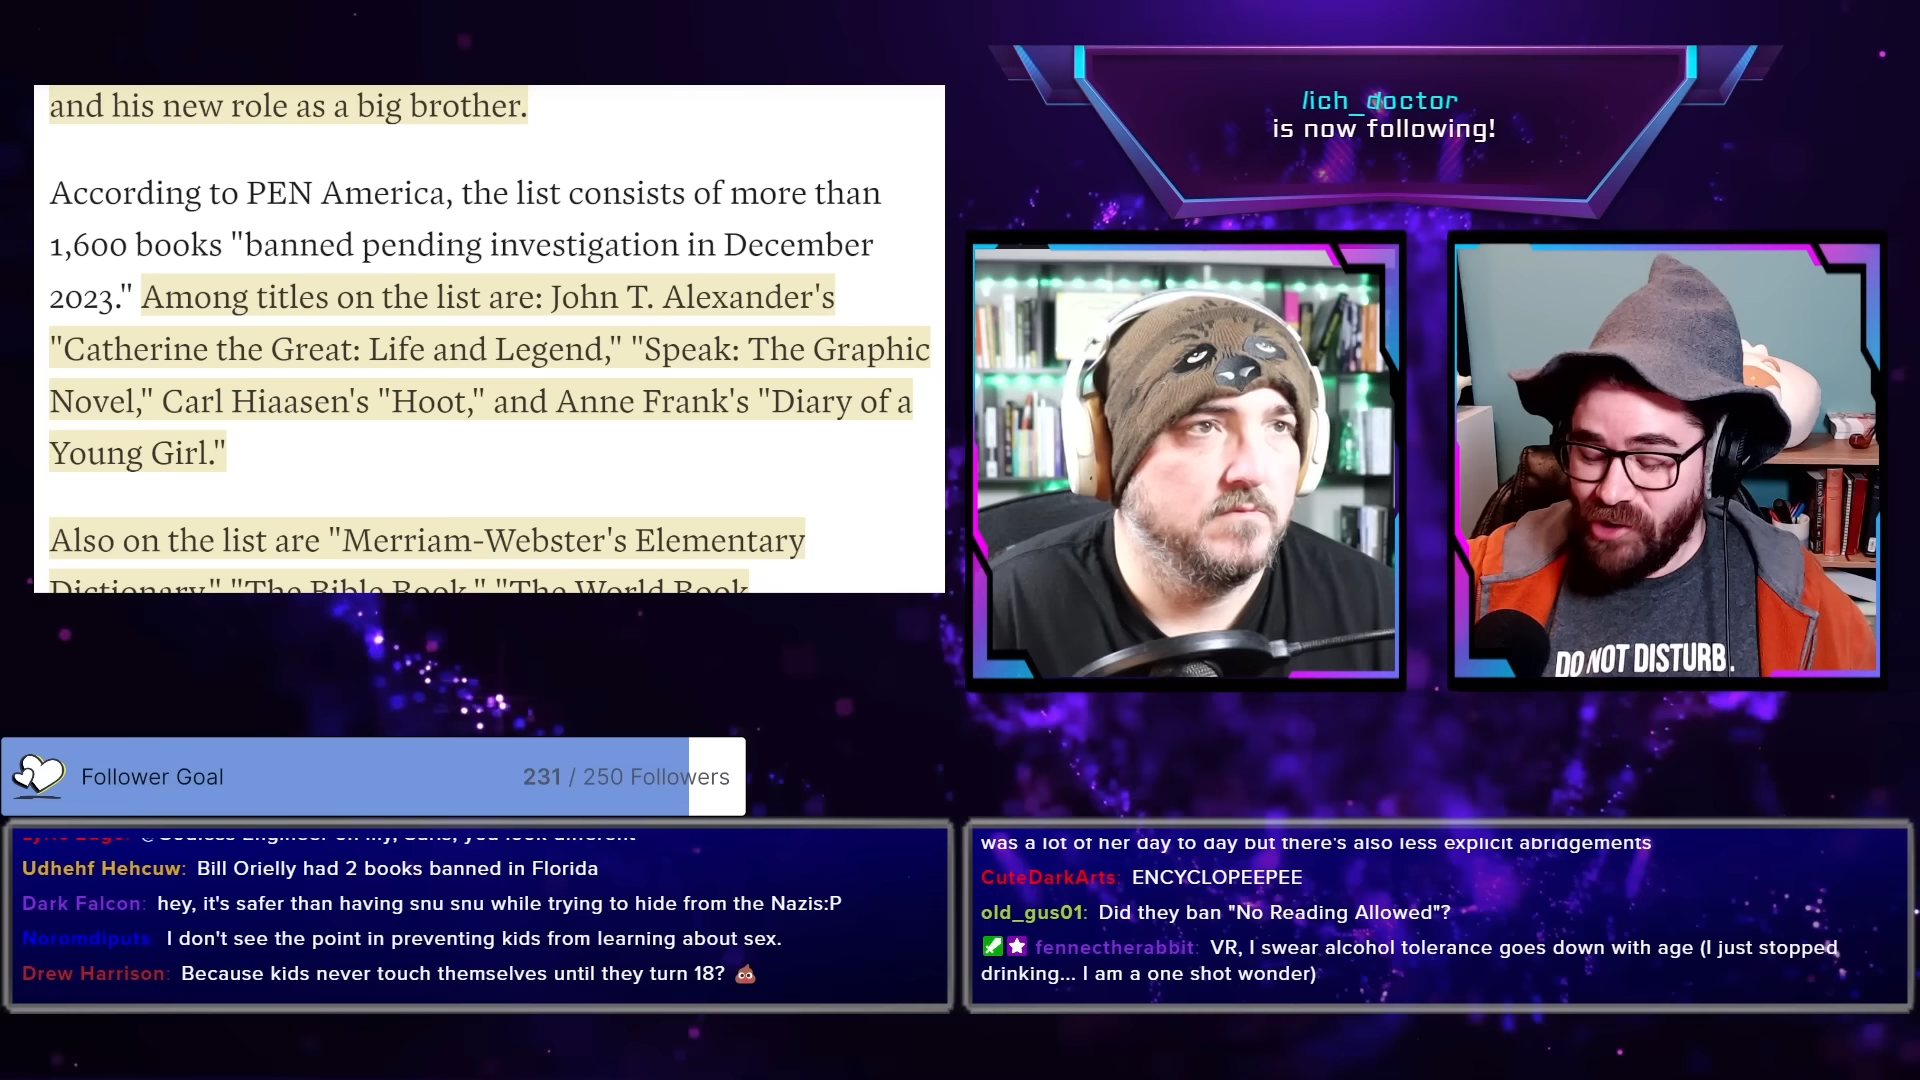 and his new role as a big brother.
According to PEN America, the list consists of more than
1,600 books "banned pending investigation in December
2023." Among titles on the list are: John T. Alexander's
"Catherine the Great: Life and Legend," "Speak: The Graphic
Novel," Carl Hiaasen's "Hoot," and Anne Frank's "Diary of a
Young Girl."
Also on the list are "Merriam-Webster's Elementary
Dictionary," "The Bible Book," "The World Book
lich_doctor
is now following!
DO NOT DISTURB.
Follower Goal
231 / 250 Followers
Udhehf Hehcuw: Bill Orielly had 2 books banned in Florida
Dark Falcon: hey, it's safer than having snu snu while trying to hide from the Nazis:P
Noromdiputs: I don't see the point in preventing kids from learning about sex.
Drew Harrison: Because kids never touch themselves until they turn 18?
was a lot of her day to day but there's also less explicit abridgements
CuteDarkArts: ENCYCLOPEEPEE
old_gus01: Did they ban "No Reading Allowed"?
fennectherabbit: VR, I swear alcohol tolerance goes down with age (I just stopped
drinking... I am a one shot wonder)